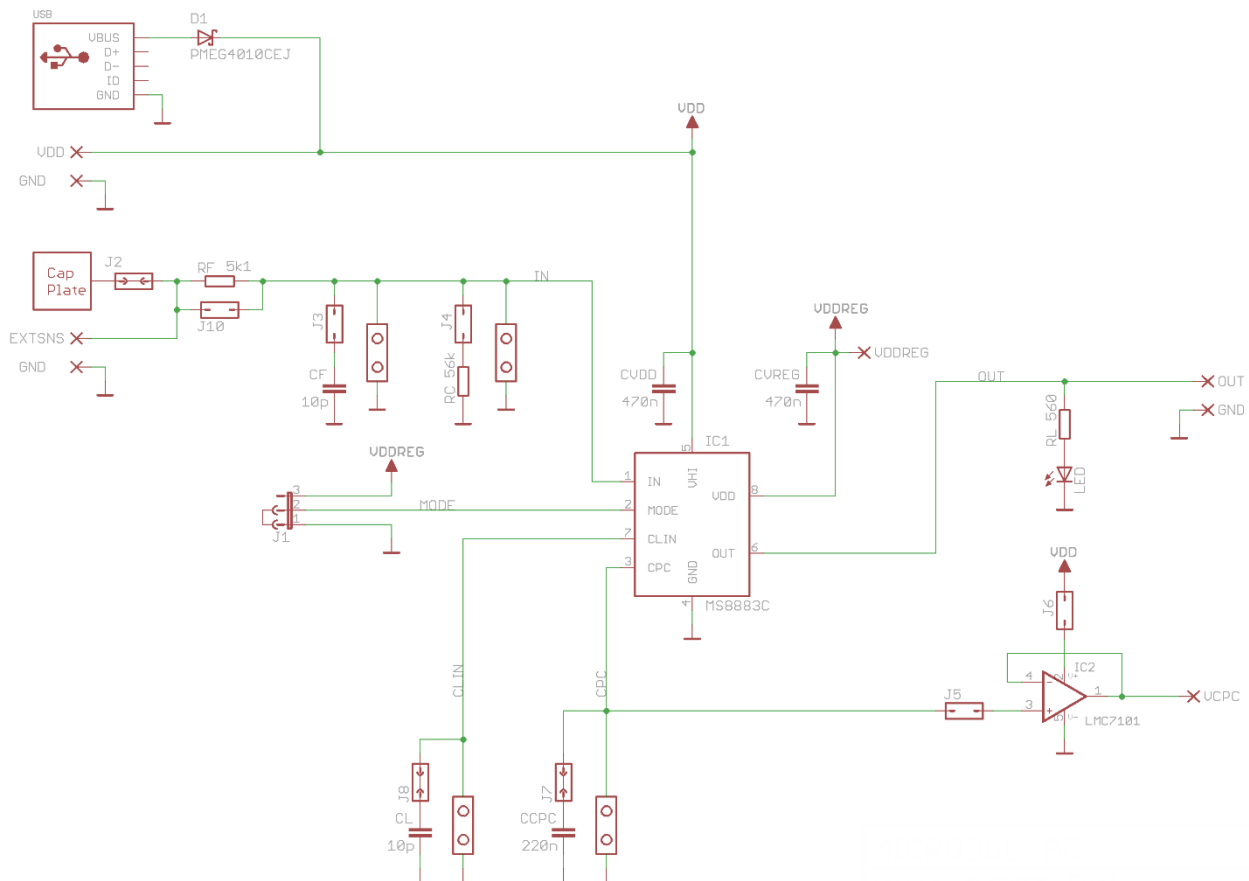 USB
VBUS
D+
D-
ID
GND
D1
PMEG4010CEJ
VDD
VDD
GND
Cap
Plate
J2
RF 5k1
J10
EXTSNS
GND
IN
J3
CF
10p
J4
RC 56k
VDDREG
VDDREG
CVDD
470n
CVREG
470n
OUT
OUT
GND
RL 560
LED
VDDREG
3
2
1
J1
MODE
IC1
5
VHI
1
IN
2
MODE
7
CLIN
3
CPC
8
VDD
6
OUT
GND
4
MS8883C
VDD
J6
IC2
4
-
2
V+
1
3
+
5
V-
LMC7101
VCPC
J5
CLIN
CPC
J8
CL
10p
J7
CCPC
220n